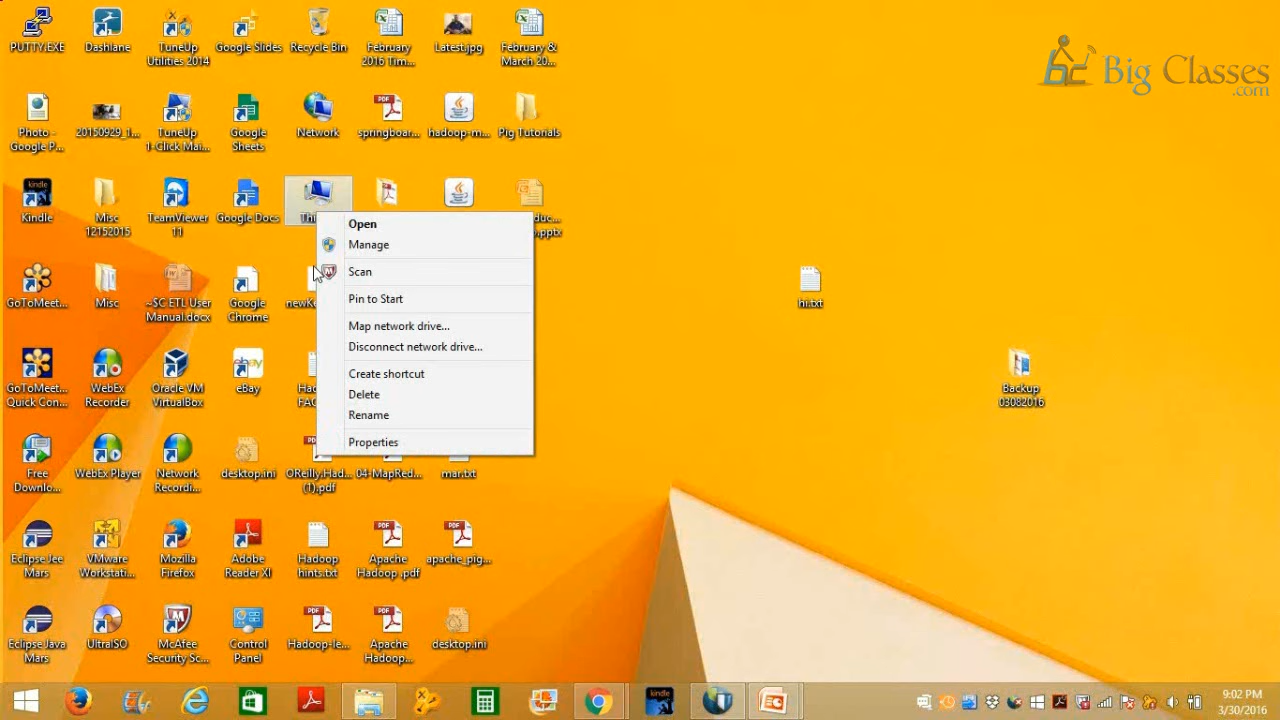 PUTTY.EXE
Dashlane
TuneUp
Utilities 2014
Google Slides
Recycle Bin
February
2016 Tim...
Latest.jpg
February &
March 20...
Big Classes
.com
Photo -
Google P...
20150929_1...
TuneUp
1-Click Mai...
Google
Sheets
Network
springboar...
hadoop-m...
Pig Tutorials
kindle
Kindle
Misc
12152015
TeamViewer
11
Google Docs
Open
Manage
Scan
Pin to Start
Map network drive...
Disconnect network drive...
Create shortcut
Delete
Rename
Properties
GoToMeet...
Misc
~SC ETL User
Manual.docx
Google
Chrome
hi.txt
GoToMeet...
Quick Con...
WebEx
Recorder
Oracle VM
VirtualBox
eBay
Backup
03082016
Free
Downlo...
WebEx Player
Network
Recordi...
desktop.ini
OReilly.Had...
(1).pdf
04-MapRed...
mar.txt
Eclipse Jee
Mars
VMware
Workstati...
Mozilla
Firefox
Adobe
Reader XI
Hadoop
hints.txt
Apache
Hadoop .pdf
apache_pig...
Eclipse Java
Mars
UltraISO
McAfee
Security Sc...
Control
Panel
Hadoop-le...
Apache
Hadoop...
desktop.ini
kindle
9:02 PM
3/30/2016